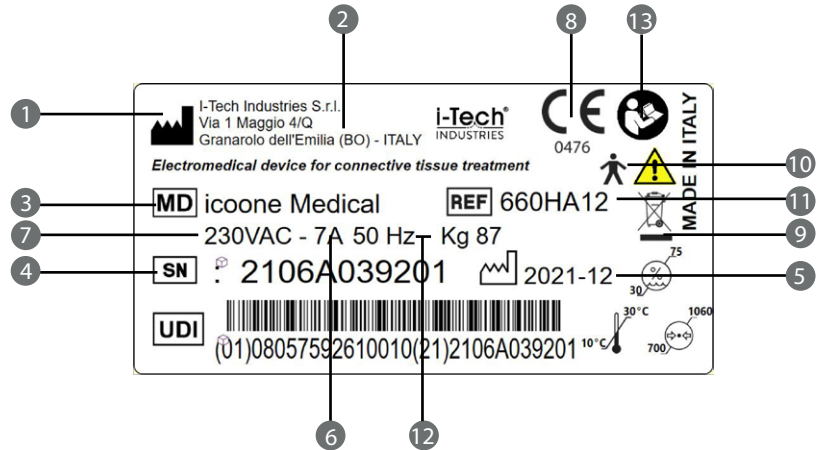 2
8
13
1
I-Tech Industries S.r.l.
Via 1 Maggio 4/Q
Granarolo dell'Emilia (BO) - ITALY
i-Tech®
INDUSTRIES
CE
0476
MADE IN ITALY
Electromedical device for connective tissue treatment
10
3
MD icoone Medical
REF 660HA12
11
7
230VAC - 7A 50 Hz - Kg 87
9
4
SN : 2106A039201
2021-12
%
75
30
5
UDI
(01)08057592610010(21)2106A039201
10°C
30°C
700
1060
6
12